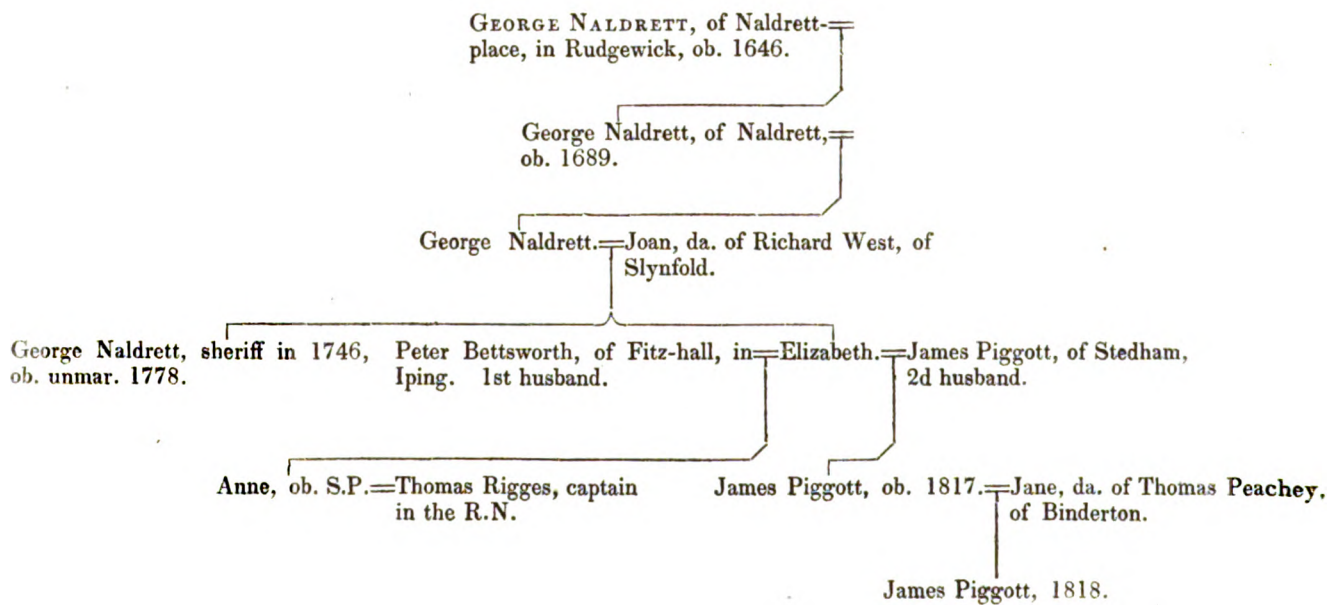 GEORGE NALDRETT, of Naldrett-
place, in Rudgewick, ob. 1646.
George Naldrett, of Naldrett,
ob. 1689.
George Naldrett.
Joan, da. of Richard West, of
Slynfold.
George Naldrett, sheriff in 1746,
ob. unmar. 1778.
Peter Bettsworth, of Fitz-hall, in
Iping. 1st husband.
Elizabeth.
James Piggott, of Stedham,
2d husband.
Anne, ob. S.P.
Thomas Rigges, captain
in the R.N.
James Piggott, ob. 1817.
Jane, da. of Thomas Peachey,
of Binderton.
James Piggott, 1818.